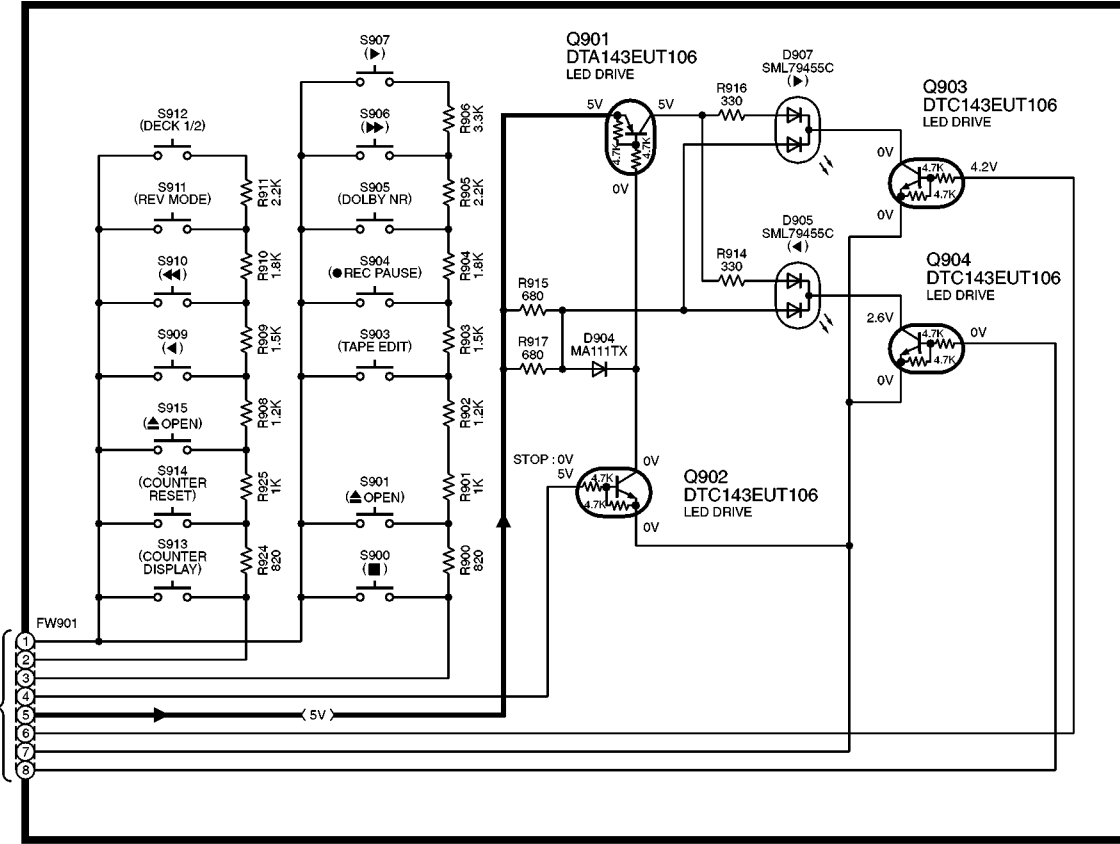 S907
(▶)
S906
(▶▶)
R906
3.3K
S912
(DECK 1/2)
S911
(REV MODE)
R911
2.2K
S905
(DOLBY NR)
R905
2.2K
S910
(◀◀)
R910
1.8K
S904
(●REC PAUSE)
R904
1.8K
S909
(◀)
R909
1.5K
S903
(TAPE EDIT)
R903
1.5K
S915
(⏏OPEN)
R908
1.2K
R902
1.2K
S914
(COUNTER
RESET)
R925
1K
S901
(⏏OPEN)
R901
1K
S913
(COUNTER
DISPLAY)
R924
820
S900
(■)
R900
820
FW901
1
2
3
4
5
6
7
8
(5V)
Q901
DTA143EUT106
LED DRIVE
5V
5V
4.7K
4.7K
0V
R916
330
D907
SML79455C
(▶)
Q903
DTC143EUT106
LED DRIVE
0V
4.7K
4.7K
4.2V
0V
D905
SML79455C
(◀)
R914
330
Q904
DTC143EUT106
LED DRIVE
2.6V
4.7K
4.7K
0V
0V
R915
680
R917
680
D904
MA111TX
STOP : 0V
5V
4.7K
4.7K
0V
0V
Q902
DTC143EUT106
LED DRIVE